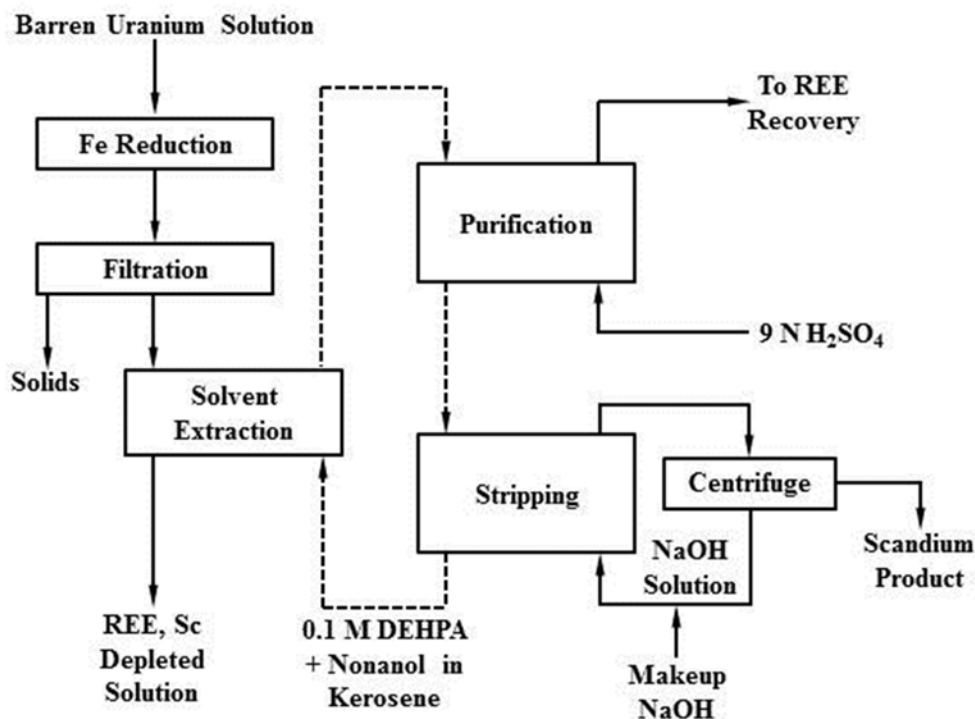 Barren Uranium Solution
Fe Reduction
Filtration
Solids
Solvent
Extraction
REE, Sc
Depleted
Solution
0.1 M DEHPA
+ Nonanol in
Kerosene
To REE
Recovery
Purification
9 N H₂SO₄
Stripping
Centrifuge
NaOH
Solution
Scandium
Product
Makeup
NaOH